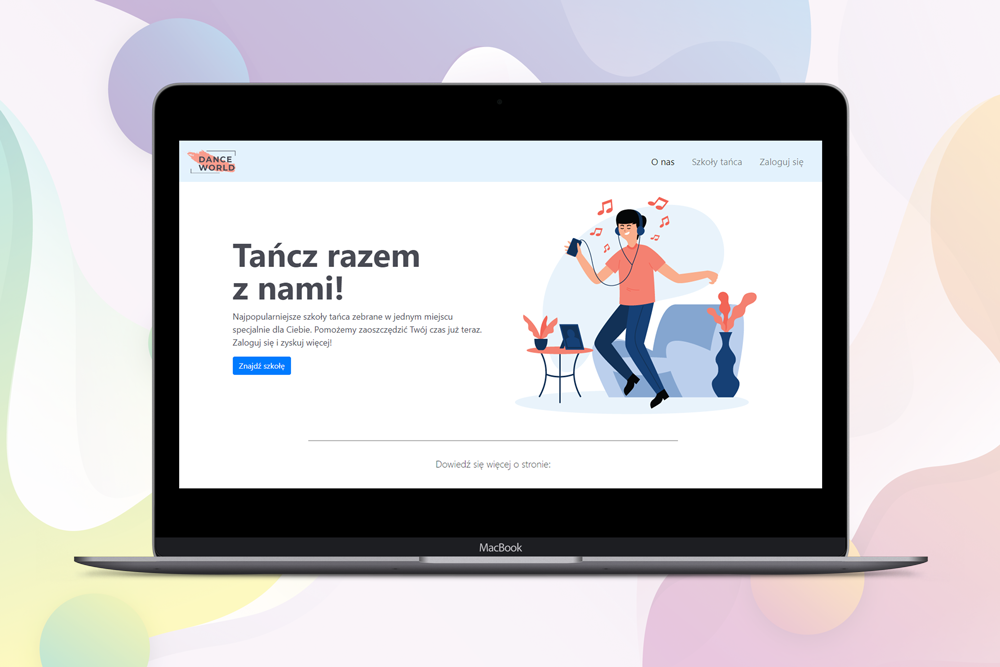 DANCE
WORLD
O nas
Szkoły tańca
Zaloguj się
Tańcz razem
z nami!
Najpopularniejsze szkoły tańca zebrane w jednym miejscu
specjalnie dla Ciebie. Pomożemy zaoszczędzić Twój czas już teraz.
Zaloguj się i zyskuj więcej!
Znajdź szkołę
Dowiedź się więcej o stronie:
MacBook